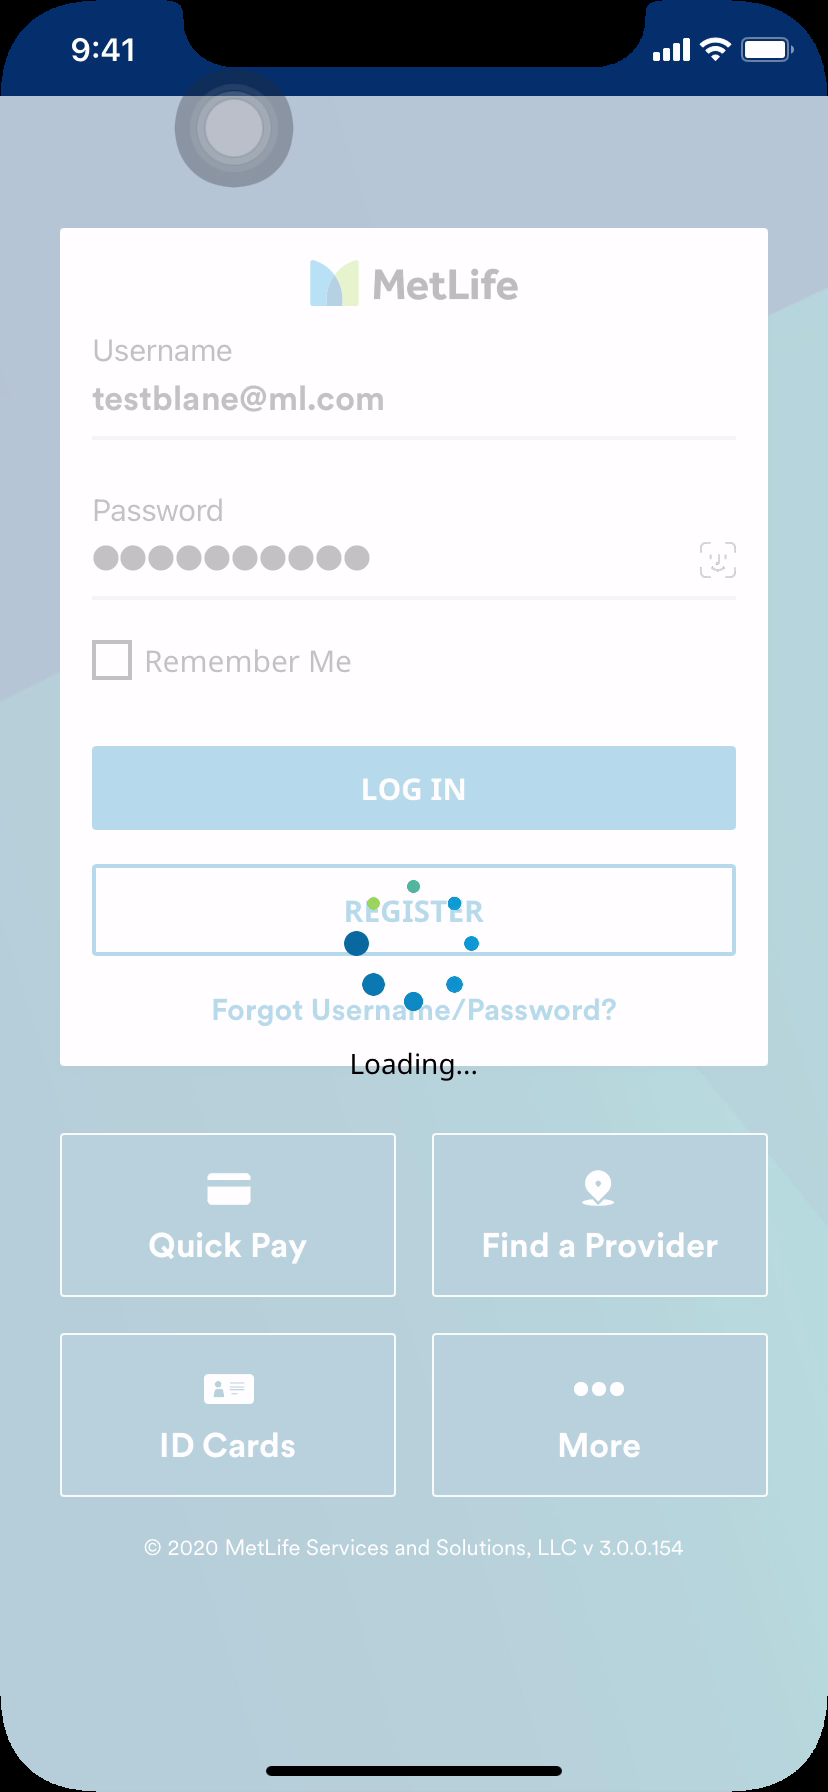 9:41
MetLife
Username
testblane@ml.com
Password
●●●●●●●●●●
Remember Me
LOG IN
REGISTER
Forgot Username/Password?
Loading...
Quick Pay
Find a Provider
ID Cards
More
© 2020 MetLife Services and Solutions, LLC v 3.0.0.154